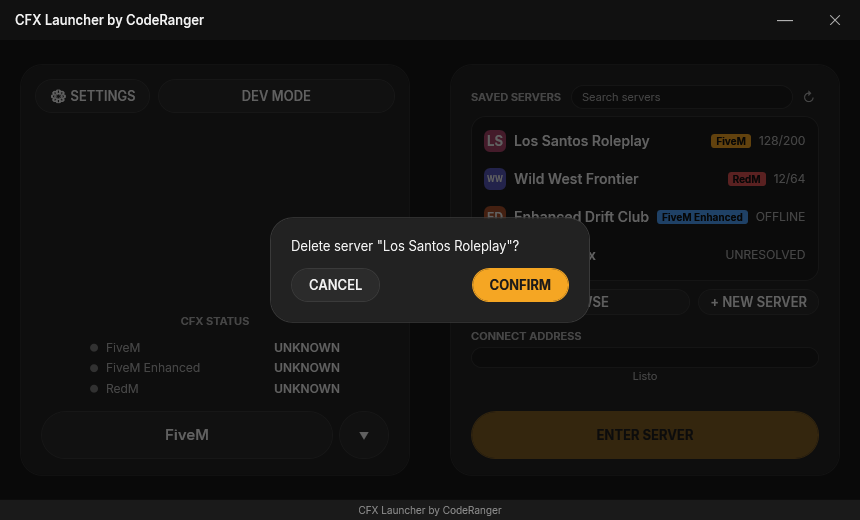 CFX Launcher by CodeRanger
SETTINGS
DEV MODE
CFX STATUS
FiveM UNKNOWN
FiveM Enhanced UNKNOWN
RedM UNKNOWN
FiveM
SAVED SERVERS
Search servers
LS Los Santos Roleplay FiveM 128/200
WW Wild West Frontier RedM 12/64
Enhanced Drift Club FiveM Enhanced OFFLINE
UNRESOLVED
+ NEW SERVER
CONNECT ADDRESS
Listo
ENTER SERVER
Delete server "Los Santos Roleplay"?
CANCEL
CONFIRM
CFX Launcher by CodeRanger